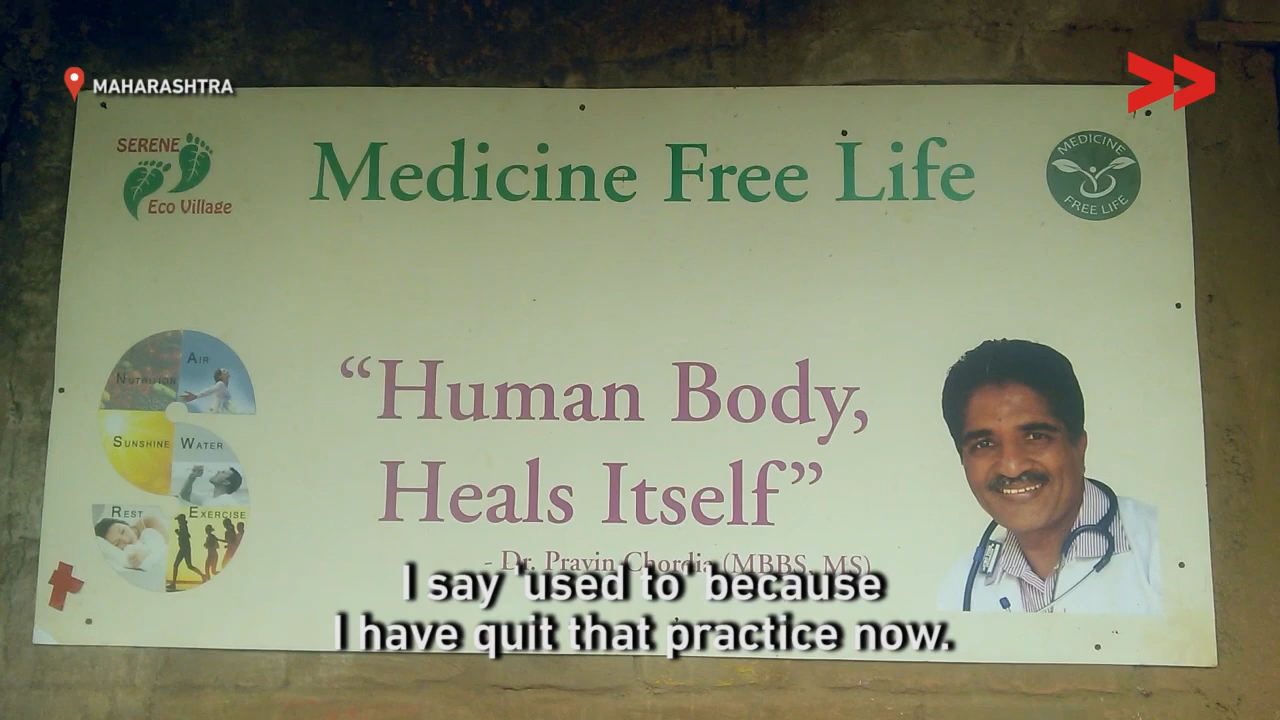 MAHARASHTRA
SERENE
Eco Village
Medicine Free Life
MEDICINE
FREE LIFE
AIR
NUTRITION
SUNSHINE
WATER
REST
EXERCISE
“Human Body,
Heals Itself”
- Dr. Pravin Chordia (MBBS, MS)
I say 'used to' because
I have quit that practice now.